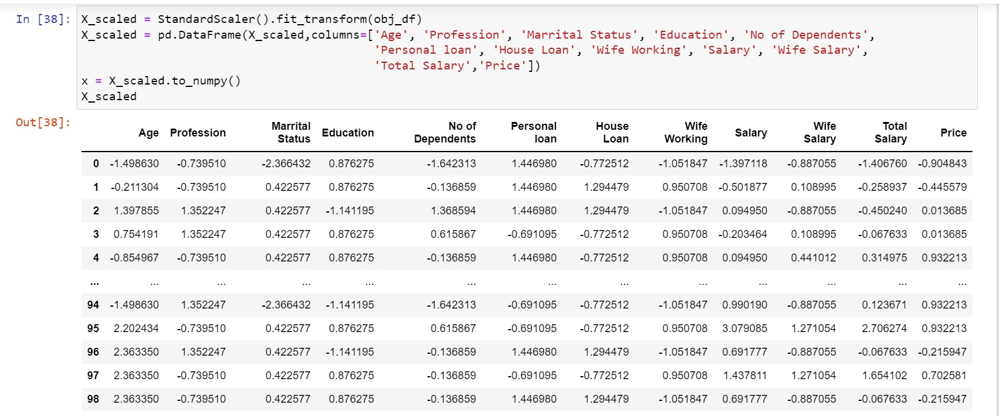 In [38]: X_scaled = StandardScaler().fit_transform(obj_df)
X_scaled = pd.DataFrame(X_scaled,columns=['Age', 'Profession', 'Marrital Status', 'Education', 'No of Dependents',
'Personal loan', 'House Loan', 'Wife Working', 'Salary', 'Wife Salary',
'Total Salary','Price'])
x = X_scaled.to_numpy()
X_scaled
Out[38]:
Age Profession Marrital Status Education No of Dependents Personal loan House Loan Wife Working Salary Wife Salary Total Salary Price
0 -1.498630 -0.739510 -2.366432 0.876275 -1.642313 1.446980 -0.772512 -1.051847 -1.397118 -0.887055 -1.406760 -0.904843
1 -0.211304 -0.739510 0.422577 0.876275 -0.136859 1.446980 1.294479 0.950708 -0.501877 0.108995 -0.258937 -0.445579
2 1.397855 1.352247 0.422577 -1.141195 1.368594 1.446980 1.294479 -1.051847 0.094950 -0.887055 -0.450240 0.013685
3 0.754191 1.352247 0.422577 0.876275 0.615867 -0.691095 -0.772512 0.950708 -0.203464 0.108995 -0.067633 0.013685
4 -0.854967 -0.739510 0.422577 0.876275 -0.136859 1.446980 -0.772512 0.950708 0.094950 0.441012 0.314975 0.932213
... ... ... ... ... ... ... ... ... ... ... ... ...
94 -1.498630 1.352247 -2.366432 -1.141195 -1.642313 -0.691095 -0.772512 -1.051847 0.990190 -0.887055 0.123671 0.932213
95 2.202434 -0.739510 0.422577 0.876275 0.615867 -0.691095 -0.772512 0.950708 3.079085 1.271054 2.706274 0.932213
96 2.363350 1.352247 0.422577 -1.141195 -0.136859 1.446980 1.294479 -1.051847 0.691777 -0.887055 -0.067633 -0.215947
97 2.363350 -0.739510 0.422577 0.876275 -0.136859 -0.691095 -0.772512 0.950708 1.437811 1.271054 1.654102 0.702581
98 2.363350 -0.739510 0.422577 0.876275 -0.136859 1.446980 1.294479 -1.051847 0.691777 -0.887055 -0.067633 -0.215947